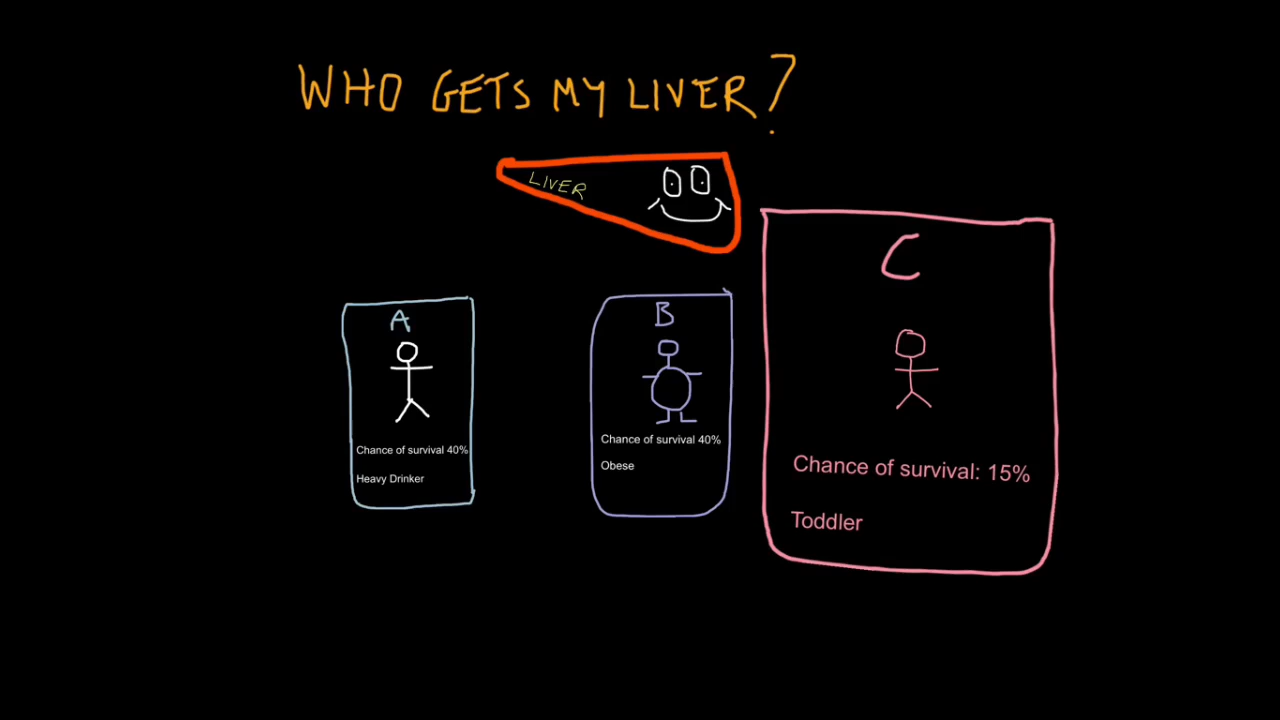 WHO GETS MY LIVER?
LIVER
A
Chance of survival 40%
Heavy Drinker
B
Chance of survival 40%
Obese
C
Chance of survival: 15%
Toddler